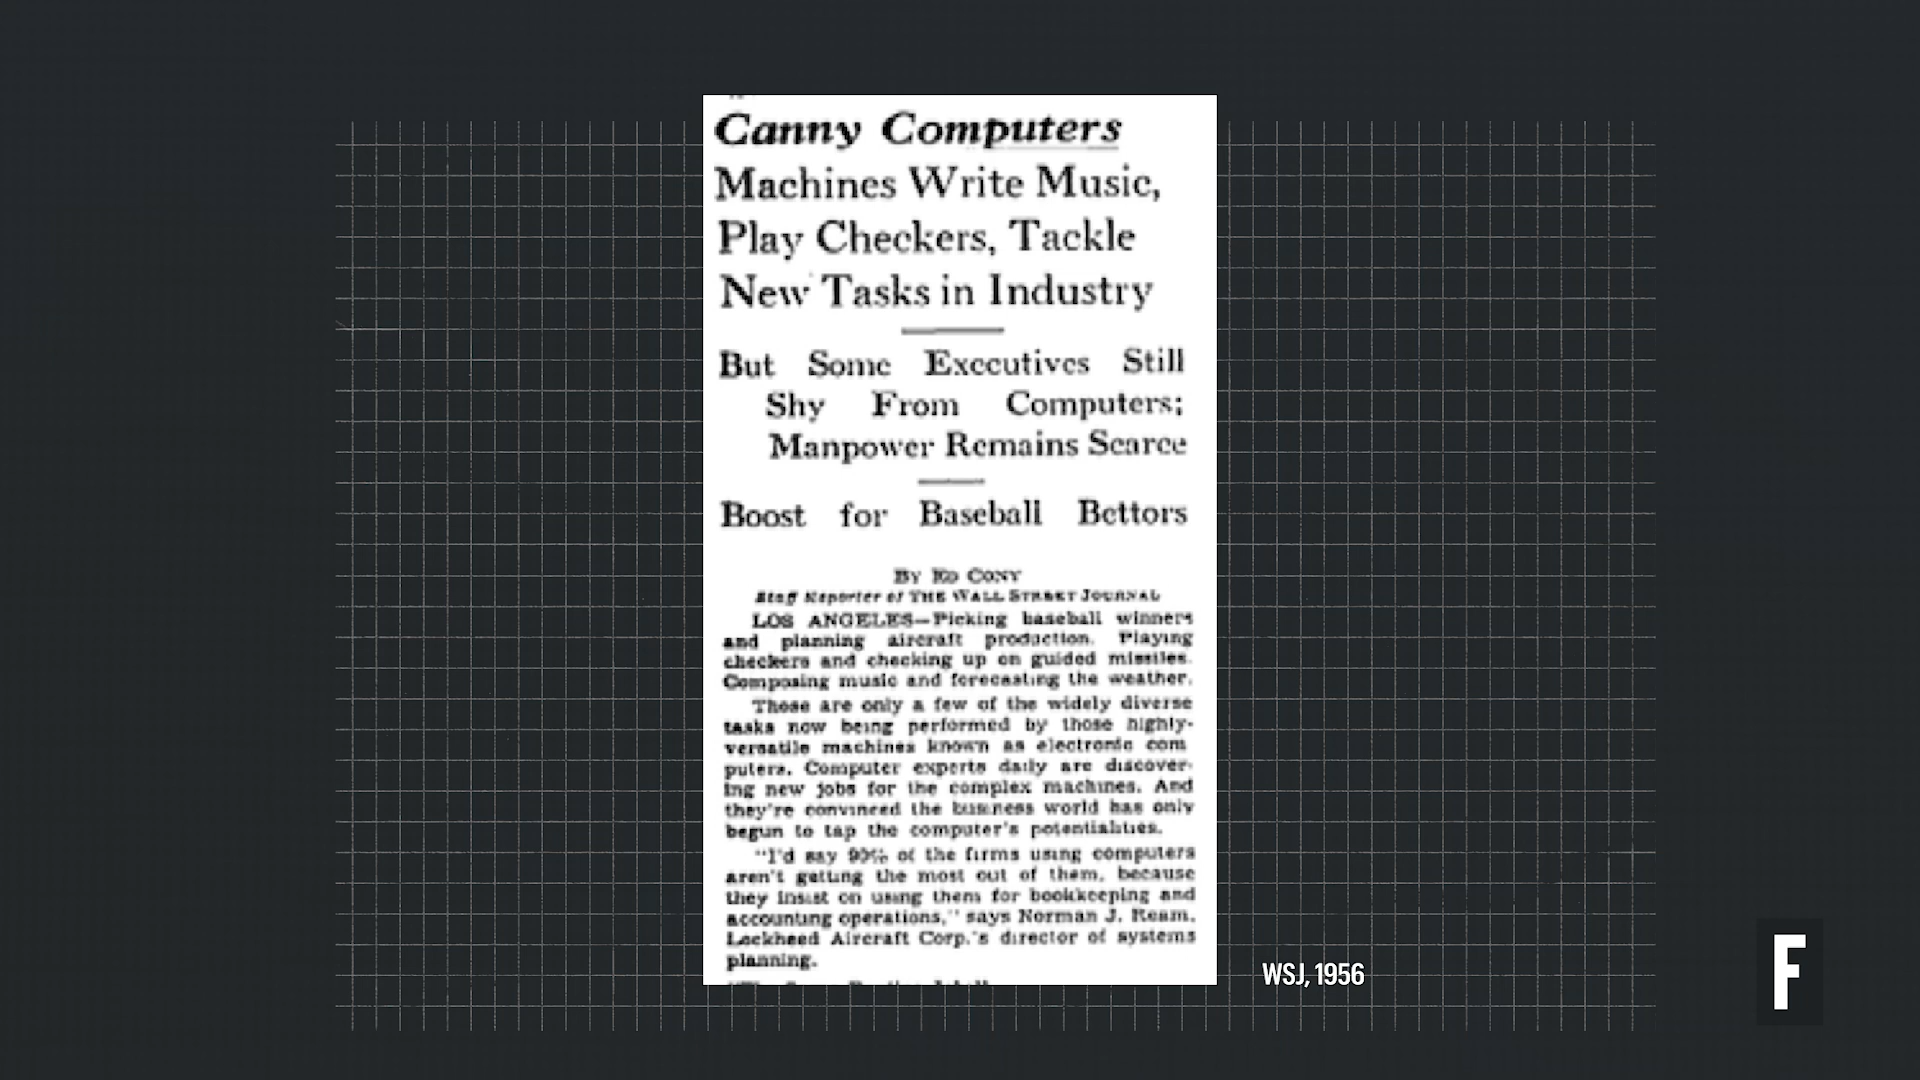 Canny Computers
Machines Write Music,
Play Checkers, Tackle
New Tasks in Industry
But Some Executives Still
Shy From Computers;
Manpower Remains Scarce
Boost for Baseball Bettors
By Ed Cony
Staff Reporter of THE WALL STREET JOURNAL
LOS ANGELES—Picking baseball winners
and planning aircraft production. Playing
checkers and checking up on guided missiles.
Composing music and forecasting the weather.
Those are only a few of the widely diverse
tasks now being performed by those highly-
versatile machines known as electronic com
puters. Computer experts daily are discover-
ing new jobs for the complex machines. And
they're convinced the business world has only
begun to tap the computer's potentialities.
"I'd say 90% of the firms using computers
aren't getting the most out of them, because
they insist on using them for bookkeeping and
accounting operations," says Norman J. Ream,
Lockheed Aircraft Corp.'s director of systems
planning.
WSJ, 1956
F